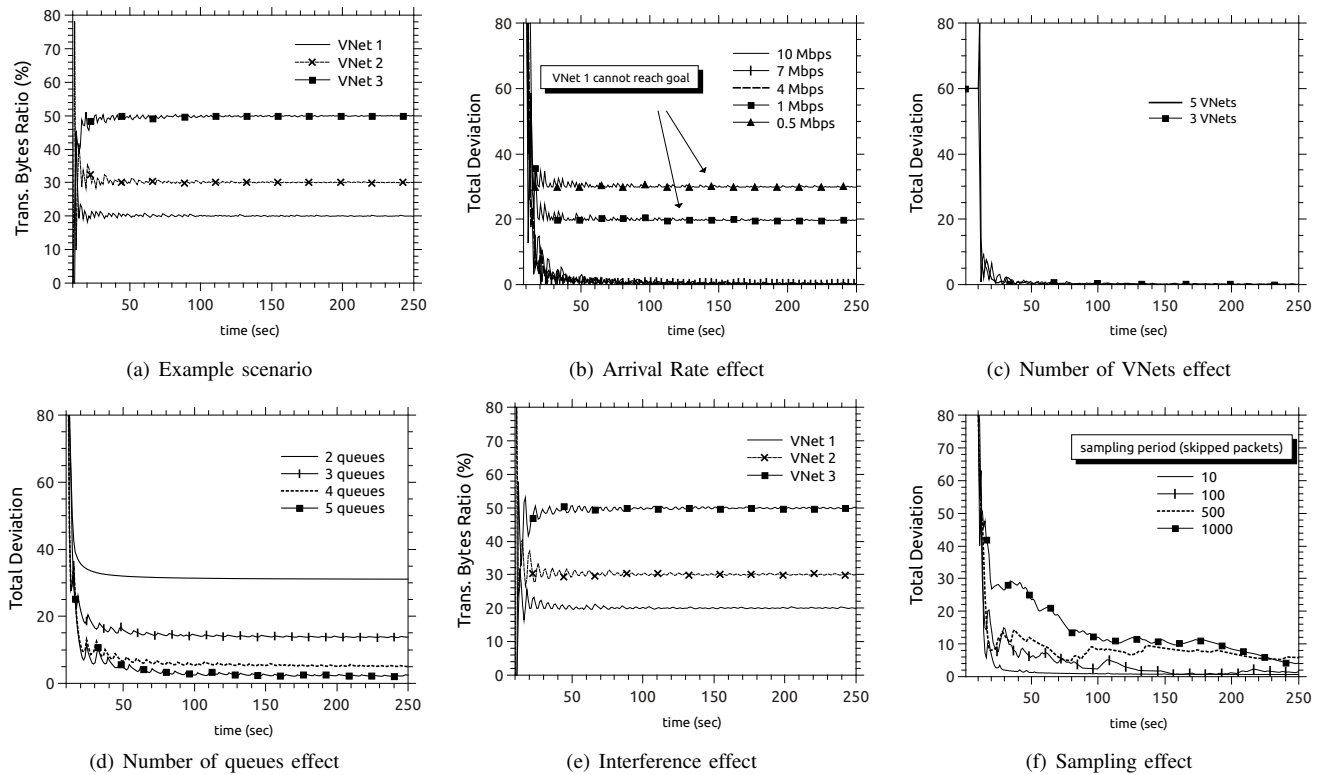 80
70
60
50
40
30
20
10
0
Trans. Bytes Ratio (%)
VNet 1
VNet 2
VNet 3
50 100 150 200 250
time (sec)
(a) Example scenario
80
60
40
20
0
Total Deviation
VNet 1 cannot reach goal
10 Mbps
7 Mbps
4 Mbps
1 Mbps
0.5 Mbps
50 100 150 200 250
time (sec)
(b) Arrival Rate effect
80
60
40
20
0
Total Deviation
5 VNets
3 VNets
50 100 150 200 250
time (sec)
(c) Number of VNets effect
80
60
40
20
0
Total Deviation
2 queues
3 queues
4 queues
5 queues
50 100 150 200 250
time (sec)
(d) Number of queues effect
80
70
60
50
40
30
20
10
0
Trans. Bytes Ratio (%)
VNet 1
VNet 2
VNet 3
50 100 150 200 250
time (sec)
(e) Interference effect
80
70
60
50
40
30
20
10
0
Total Deviation
sampling period (skipped packets)
10
100
500
1000
50 100 150 200 250
time (sec)
(f) Sampling effect